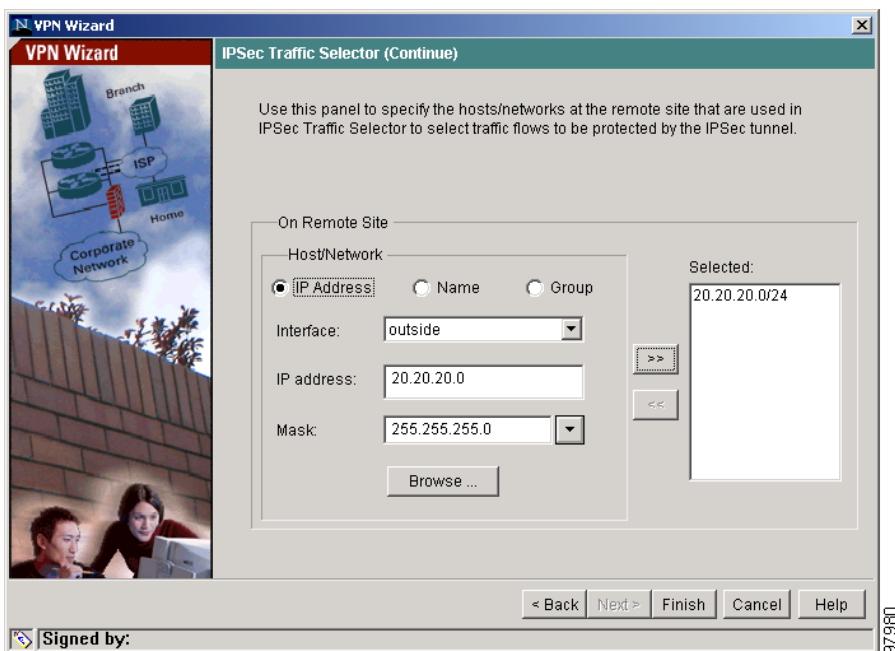 VPN Wizard
VPN Wizard
IPSec Traffic Selector (Continue)
Branch
ISP
Home
Corporate
Network
Use this panel to specify the hosts/networks at the remote site that are used in
IPSec Traffic Selector to select traffic flows to be protected by the IPSec tunnel.
On Remote Site
Host/Network
IP Address
Name
Group
Interface:
outside
IP address:
20.20.20.0
Mask:
255.255.255.0
Browse ...
>>
<<
Selected:
20.20.20.0/24
< Back
Next >
Finish
Cancel
Help
Signed by:
97980